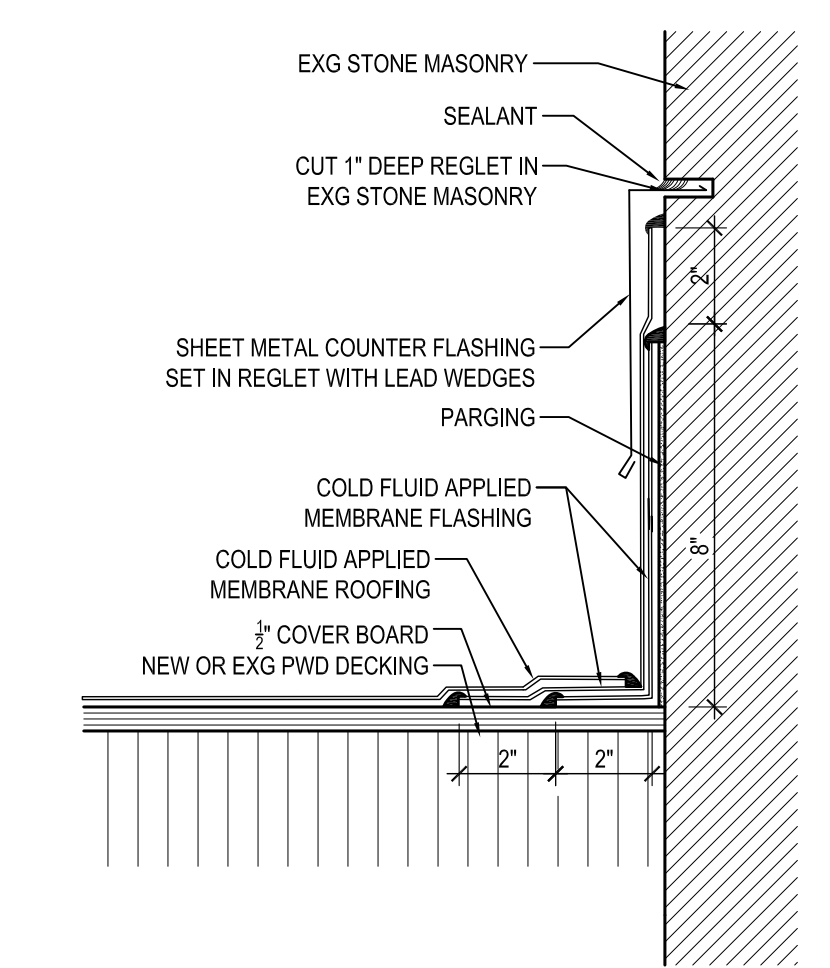 EXG STONE MASONRY
SEALANT
CUT 1" DEEP REGLET IN
EXG STONE MASONRY
2"
SHEET METAL COUNTER FLASHING
SET IN REGLET WITH LEAD WEDGES
PARGING
COLD FLUID APPLIED
MEMBRANE FLASHING
8"
COLD FLUID APPLIED
MEMBRANE ROOFING
½" COVER BOARD
NEW OR EXG PWD DECKING
2" 2"